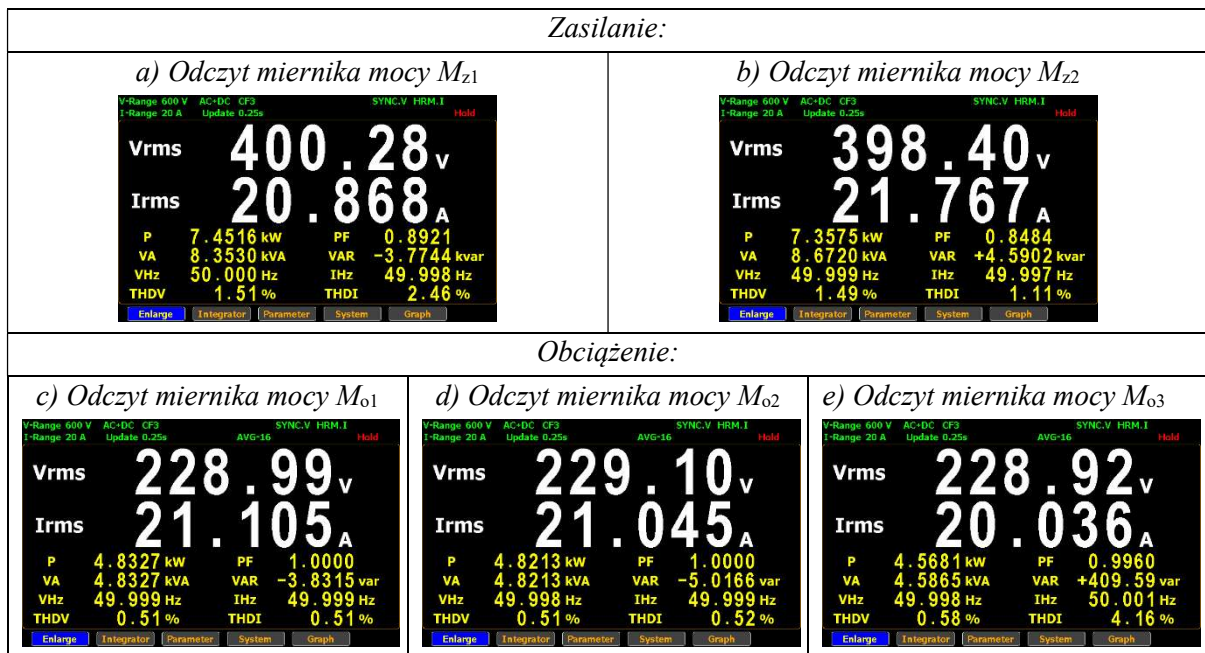 Zasilanie:
a) Odczyt miernika mocy Mz1
V-Range 600 V AC+DC CF3 SYNC.V HRM.I
I-Range 20 A Update 0.25s Hold
Vrms 400.28 V
Irms 20.868 A
P 7.4516 kW PF 0.8921
VA 8.3530 kVA VAR -3.7744 kvar
VHz 50.000 Hz IHz 49.998 Hz
THDV 1.51 % THDI 2.46 %
Enlarge Integrator Parameter System Graph
b) Odczyt miernika mocy Mz2
V-Range 600 V AC+DC CF3 SYNC.V HRM.I
I-Range 20 A Update 0.25s Hold
Vrms 398.40 V
Irms 21.767 A
P 7.3575 kW PF 0.8484
VA 8.6720 kVA VAR +4.5902 kvar
VHz 49.999 Hz IHz 49.997 Hz
THDV 1.49 % THDI 1.11 %
Enlarge Integrator Parameter System Graph
Obciążenie:
c) Odczyt miernika mocy Mo1
V-Range 600 V AC+DC CF3 SYNC.V HRM.I
I-Range 20 A Update 0.25s AVG-16 Hold
Vrms 228.99 V
Irms 21.105 A
P 4.8327 kW PF 1.0000
VA 4.8327 kVA VAR -3.8315 var
VHz 49.999 Hz IHz 49.999 Hz
THDV 0.51 % THDI 0.51 %
Enlarge Integrator Parameter System Graph
d) Odczyt miernika mocy Mo2
V-Range 600 V AC+DC CF3 SYNC.V HRM.I
I-Range 20 A Update 0.25s AVG-16 Hold
Vrms 229.10 V
Irms 21.045 A
P 4.8213 kW PF 1.0000
VA 4.8213 kVA VAR -5.0166 var
VHz 49.998 Hz IHz 49.999 Hz
THDV 0.51 % THDI 0.52 %
Enlarge Integrator Parameter System Graph
e) Odczyt miernika mocy Mo3
V-Range 600 V AC+DC CF3 SYNC.V HRM.I
I-Range 20 A Update 0.25s AVG-16 Hold
Vrms 228.92 V
Irms 20.036 A
P 4.5681 kW PF 0.9960
VA 4.5865 kVA VAR +409.59 var
VHz 49.998 Hz IHz 50.001 Hz
THDV 0.58 % THDI 4.16 %
Enlarge Integrator Parameter System Graph